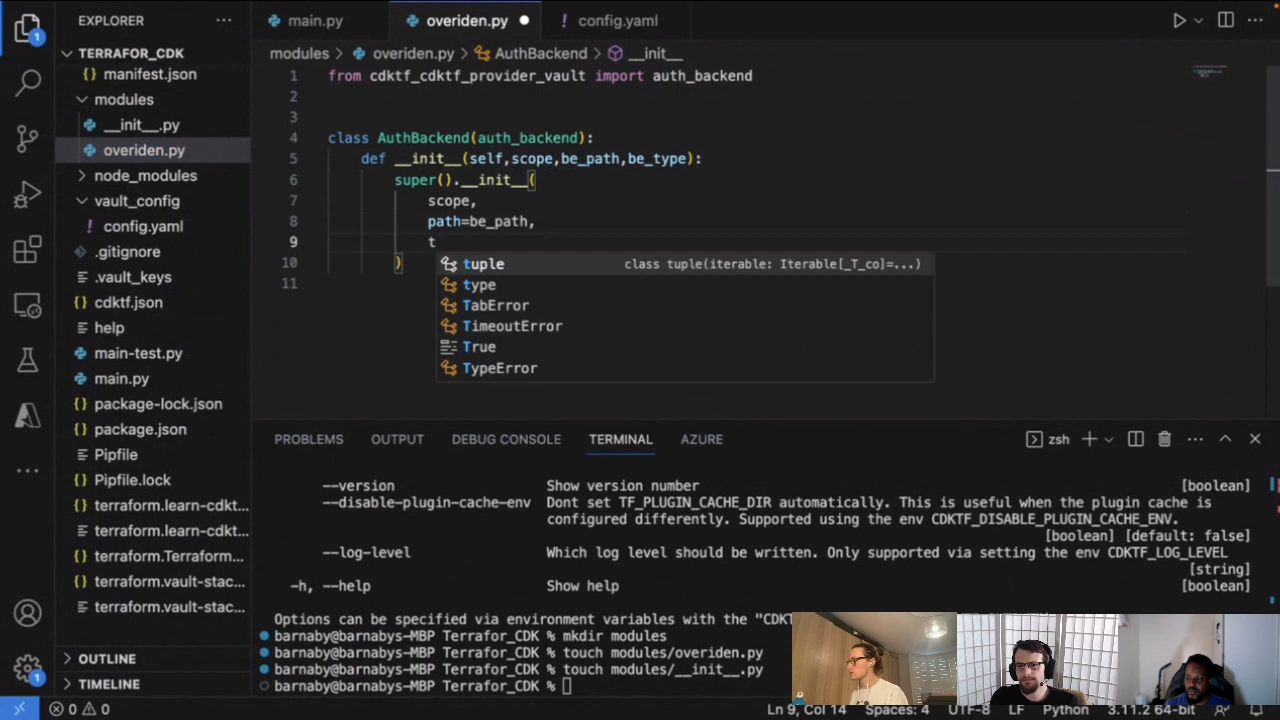 EXPLORER
TERRAFOR_CDK
manifest.json
modules
__init__.py
overiden.py
node_modules
vault_config
config.yaml
.gitignore
.vault_keys
cdktf.json
help
main-test.py
main.py
package-lock.json
package.json
Pipfile
Pipfile.lock
terraform.learn-cdkt...
terraform.learn-cdkt...
terraform.Terraform...
terraform.vault-stac...
terraform.vault-stac...
OUTLINE
TIMELINE
1
1
main.py
overiden.py
config.yaml
modules > overiden.py > AuthBackend > __init__
1 from cdktf_cdktf_provider_vault import auth_backend
2
3
4 class AuthBackend(auth_backend):
5 def __init__(self,scope,be_path,be_type):
6 super().__init__(
7 scope,
8 path=be_path,
9 t
10 )
11
tuple class tuple(iterable: Iterable[_T_co]=...)
type
TabError
TimeoutError
True
TypeError
PROBLEMS OUTPUT DEBUG CONSOLE TERMINAL AZURE
zsh
--version Show version number [boolean]
--disable-plugin-cache-env Dont set TF_PLUGIN_CACHE_DIR automatically. This is useful when the plugin cache is
configured differently. Supported using the env CDKTF_DISABLE_PLUGIN_CACHE_ENV.
[boolean] [default: false]
--log-level Which log level should be written. Only supported via setting the env CDKTF_LOG_LEVEL
[string]
-h, --help Show help [boolean]
Options can be specified via environment variables with the "CDKT
barnaby@barnabys-MBP Terrafor_CDK % mkdir modules
barnaby@barnabys-MBP Terrafor_CDK % touch modules/overiden.py
barnaby@barnabys-MBP Terrafor_CDK % touch modules/__init__.py
barnaby@barnabys-MBP Terrafor_CDK %
0 0 Ln 9, Col 14 Spaces: 4 UTF-8 LF Python 3.11.2 64-bit